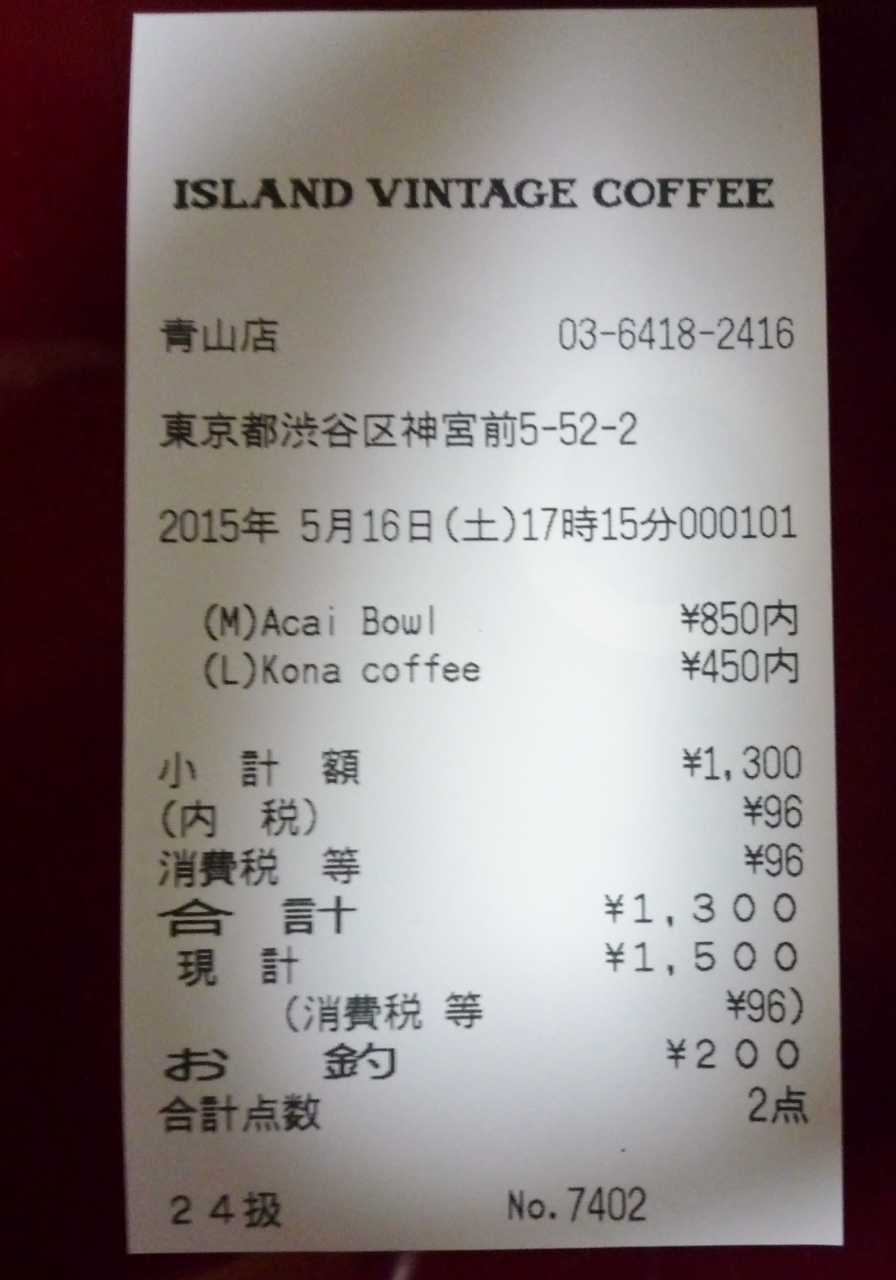 ISLAND VINTAGE COFFEE
青山店 03-6418-2416
東京都渋谷区神宮前5-52-2
2015年 5月16日(土)17時15分000101
(M)Acai Bowl ¥850内
(L)Kona coffee ¥450内
小 計 額 ¥1,300
(内 税) ¥96
消費税 等 ¥96
合 計 ¥1,300
現 計 ¥1,500
(消費税 等 ¥96)
お 釣 ¥200
合計点数 2点
24扱 No.7402